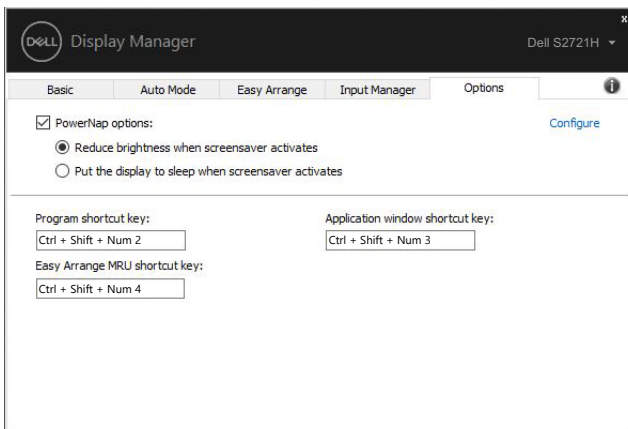 x
DELL Display Manager
Dell S2721H
Basic Auto Mode Easy Arrange Input Manager Options
PowerNap options: Configure
Reduce brightness when screensaver activates
Put the display to sleep when screensaver activates
Program shortcut key: Application window shortcut key:
Ctrl + Shift + Num 2 Ctrl + Shift + Num 3
Easy Arrange MRU shortcut key:
Ctrl + Shift + Num 4